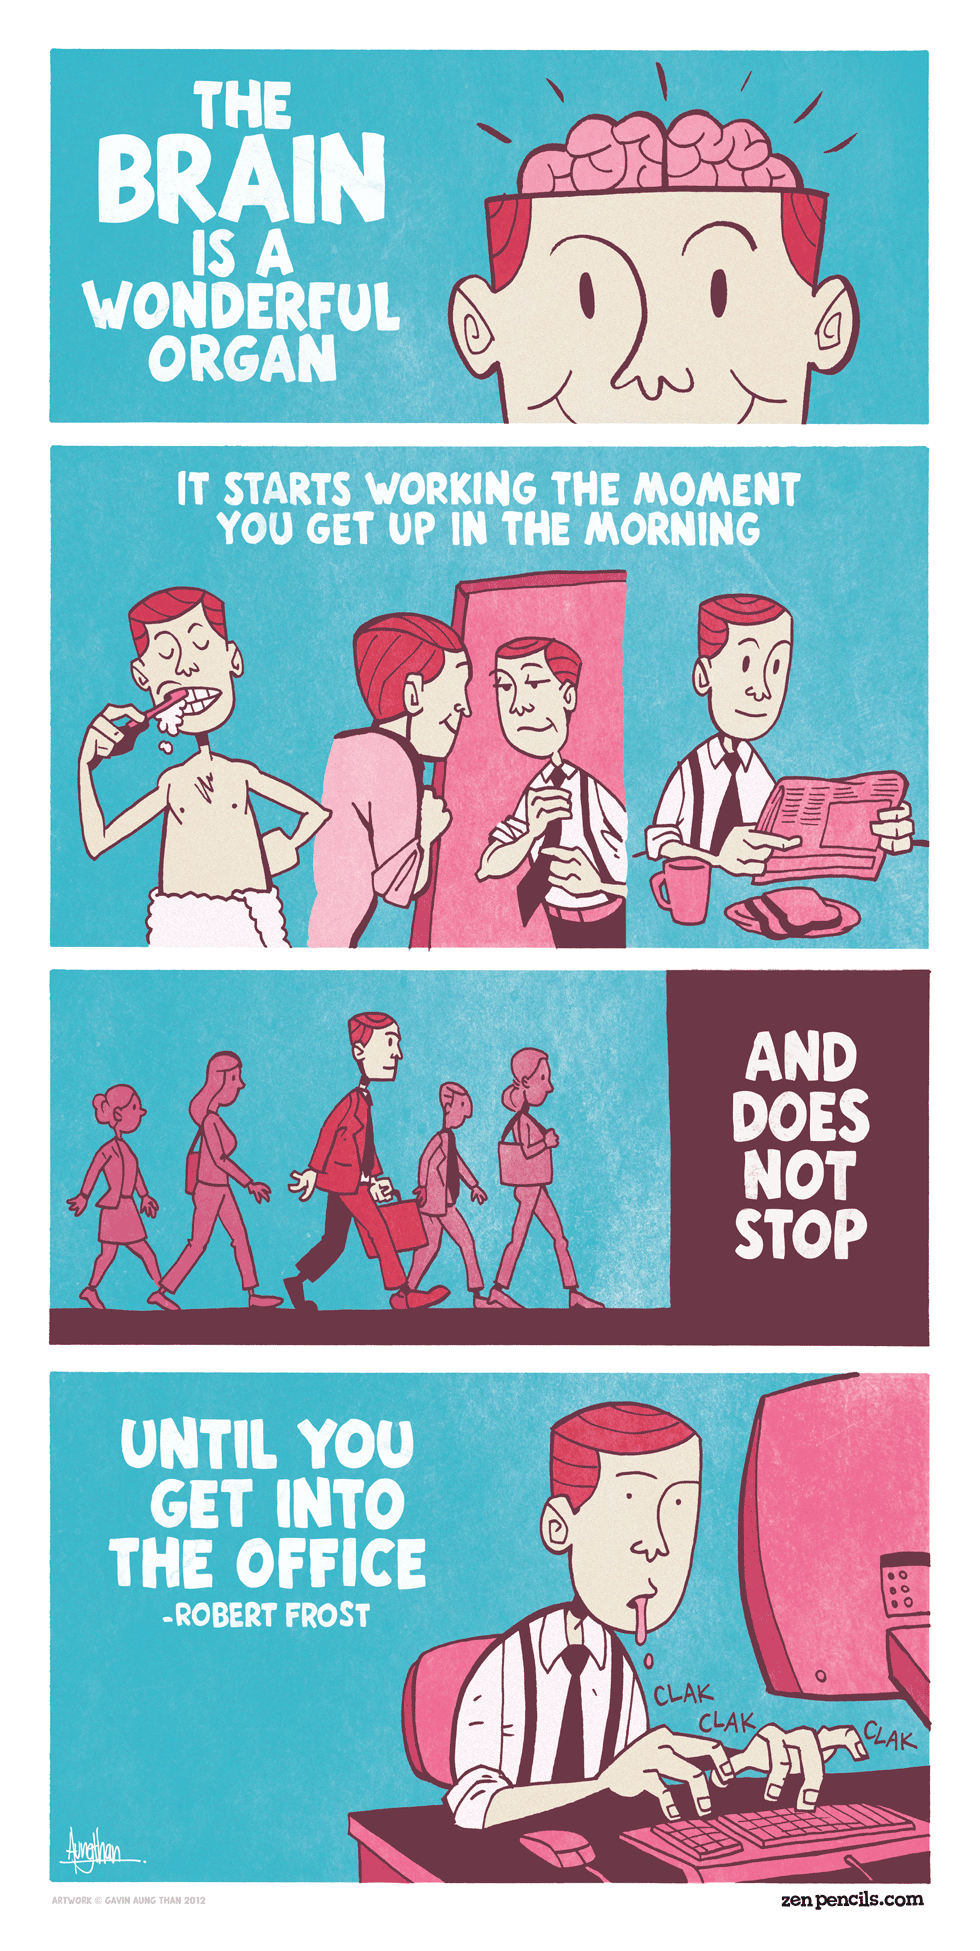 THE
BRAIN
IS A
WONDERFUL
ORGAN
IT STARTS WORKING THE MOMENT
YOU GET UP IN THE MORNING
AND
DOES
NOT
STOP
UNTIL YOU
GET INTO
THE OFFICE
-ROBERT FROST
CLAK
CLAK
CLAK
Aungthan
ARTWORK © GAVIN AUNG THAN 2012
zenpencils.com